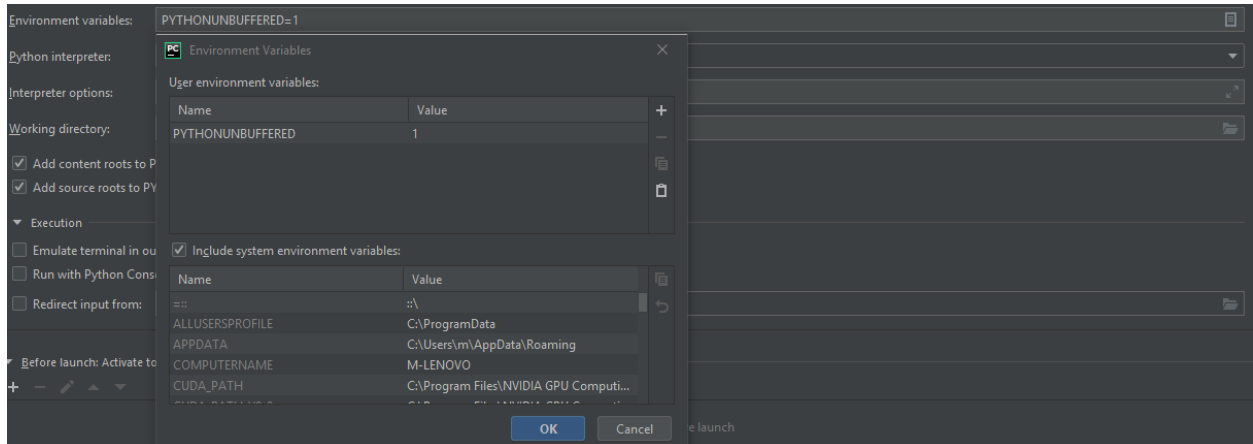 Environment variables: PYTHONUNBUFFERED=1
PC Environment Variables
Python interpreter:
User environment variables:
Interpreter options:
Name Value
Working directory:
PYTHONUNBUFFERED 1
Add content roots to P
Add source roots to PY
Execution
Emulate terminal in ou
Include system environment variables:
Run with Python Cons
Name Value
Redirect input from:
=:: ::\
ALLUSERSPROFILE C:\ProgramData
APPDATA C:\Users\m\AppData\Roaming
Before launch: Activate to
COMPUTERNAME M-LENOVO
CUDA_PATH C:\Program Files\NVIDIA GPU Computi...
OK Cancel
e launch